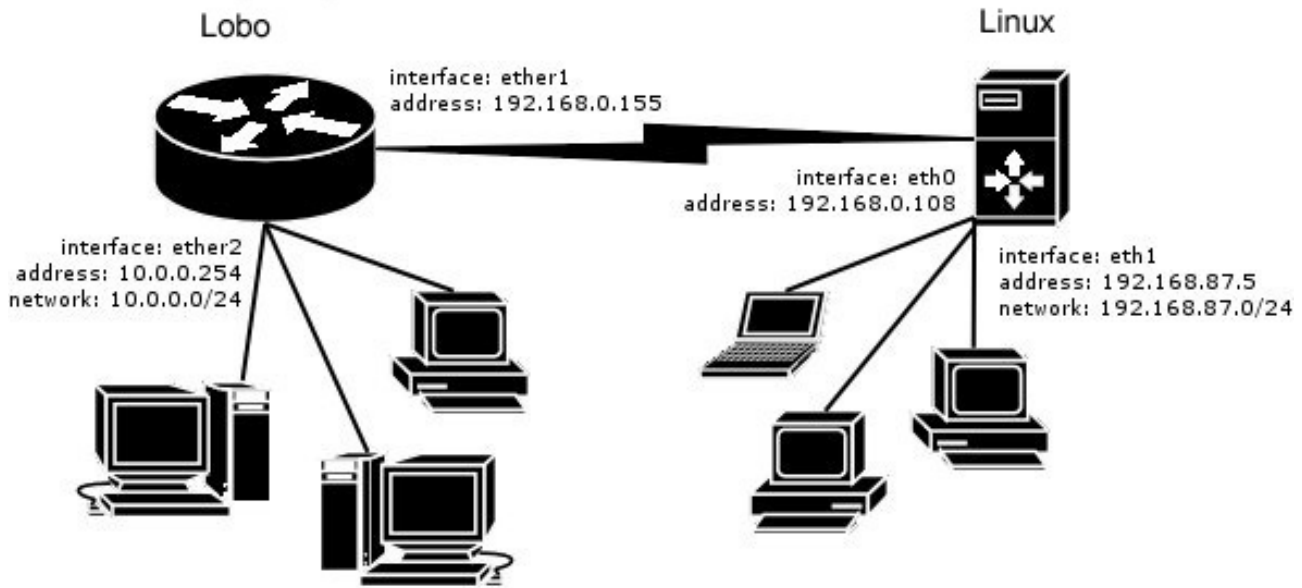 Lobo
Linux
interface: ether1
address: 192.168.0.155
interface: eth0
address: 192.168.0.108
interface: ether2
address: 10.0.0.254
network: 10.0.0.0/24
interface: eth1
address: 192.168.87.5
network: 192.168.87.0/24